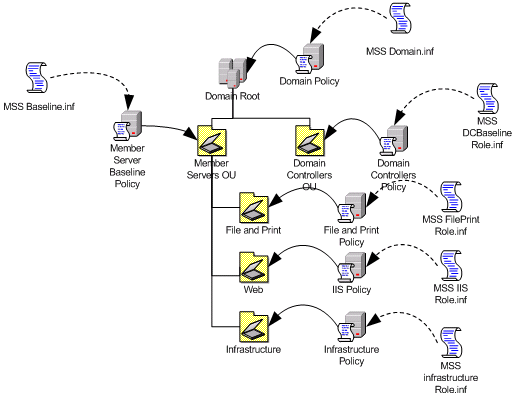 MSS Domain.inf
Domain Policy
Domain Root
MSS Baseline.inf
MSS
DCBaseline
Role.inf
Member
Server
Baseline
Policy
Member
Servers OU
Domain
Controllers
OU
Domain
Controllers
Policy
File and Print
File and Print
Policy
MSS FilePrint
Role.inf
Web
IIS Policy
MSS IIS
Role.inf
Infrastructure
Infrastructure
Policy
MSS
infrastructure
Role.inf